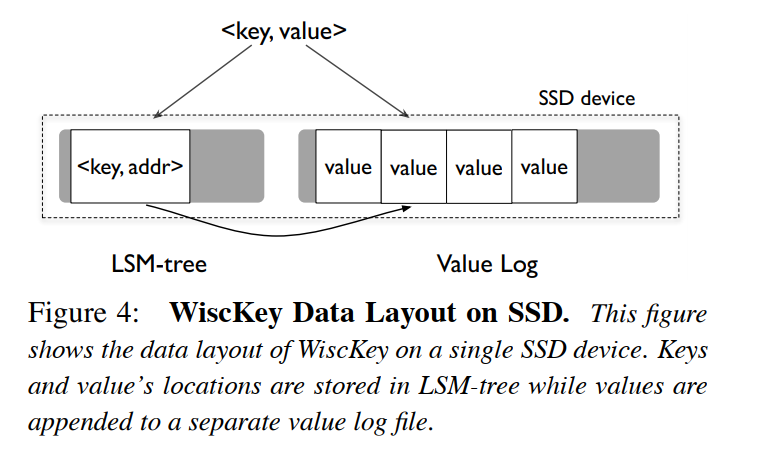 <key, value>
SSD device
<key, addr>
value
value
value
value
LSM-tree
Value Log
Figure 4: WiscKey Data Layout on SSD. This figure
shows the data layout of WiscKey on a single SSD device. Keys
and value’s locations are stored in LSM-tree while values are
appended to a separate value log file.